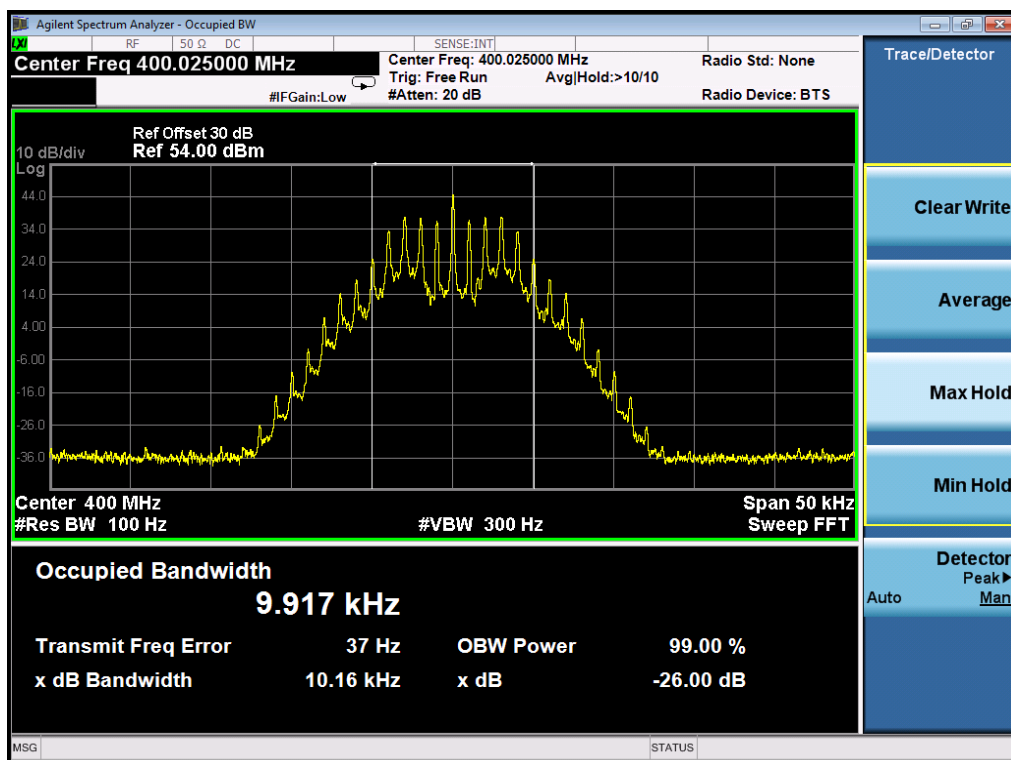 Agilent Spectrum Analyzer - Occupied BW
LXI RF 50 Ω DC SENSE:INT
Center Freq 400.025000 MHz
Center Freq: 400.025000 MHz Radio Std: None
Trig: Free Run Avg|Hold:>10/10
#IFGain:Low #Atten: 20 dB Radio Device: BTS
Trace/Detector
Ref Offset 30 dB
10 dB/div Ref 54.00 dBm
Log
44.0
34.0
24.0
14.0
4.00
-6.00
-16.0
-26.0
-36.0
Center 400 MHz Span 50 kHz
#Res BW 100 Hz #VBW 300 Hz Sweep FFT
Clear Write
Average
Max Hold
Min Hold
Detector
Peak▶
Auto Man
Occupied Bandwidth
9.917 kHz
Transmit Freq Error 37 Hz OBW Power 99.00 %
x dB Bandwidth 10.16 kHz x dB -26.00 dB
MSG STATUS